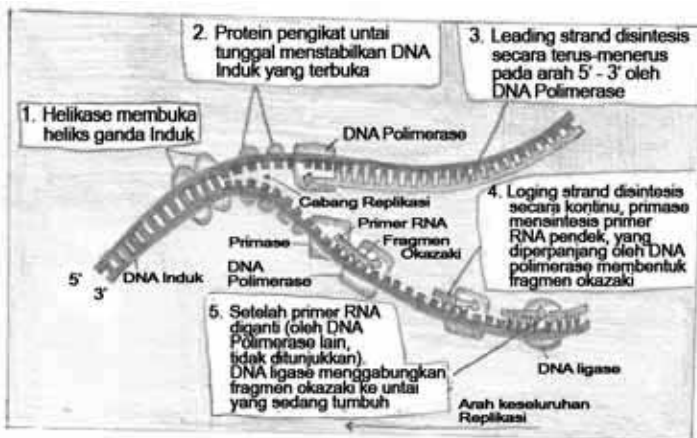 1. Helikase membuka
heliks ganda Induk
2. Protein pengikat untai
tunggal menstabilkan DNA
Induk yang terbuka
3. Leading strand disintesis
secara terus-menerus
pada arah 5' - 3' oleh
DNA Polimerase
DNA Polimerase
Cabang Replikasi
Primer RNA
Fragmen
Okazaki
Primase
DNA
Polimerase
5'
3'
DNA Induk
4. Loging strand disintesis
secara kontinu, primase
mensintesis primer
RNA pendek, yang
diperpanjang oleh DNA
polimerase membentuk
fragmen okazaki
5. Setelah primer RNA
diganti (oleh DNA
Polimerase lain,
tidak ditunjukkan).
DNA ligase menggabungkan
fragmen okazaki ke untai
yang sedang tumbuh
DNA ligase
Arah keseluruhan
Replikasi